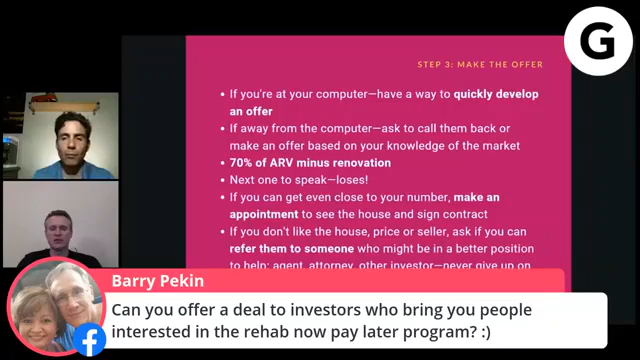 G
STEP 3: MAKE THE OFFER
• If you're at your computer—have a way to quickly develop
an offer
• If away from the computer—ask to call them back or
make an offer based on your knowledge of the market
• 70% of ARV minus renovation
• Next one to speak—loses!
• If you can get even close to your number, make an
appointment to see the house and sign contract
• If you don't like the house, price or seller, ask if you can
refer them to someone who might be in a better position
to help: agent, attorney, other investor—never give up on
Barry Pekin
Can you offer a deal to investors who bring you people
interested in the rehab now pay later program? :)